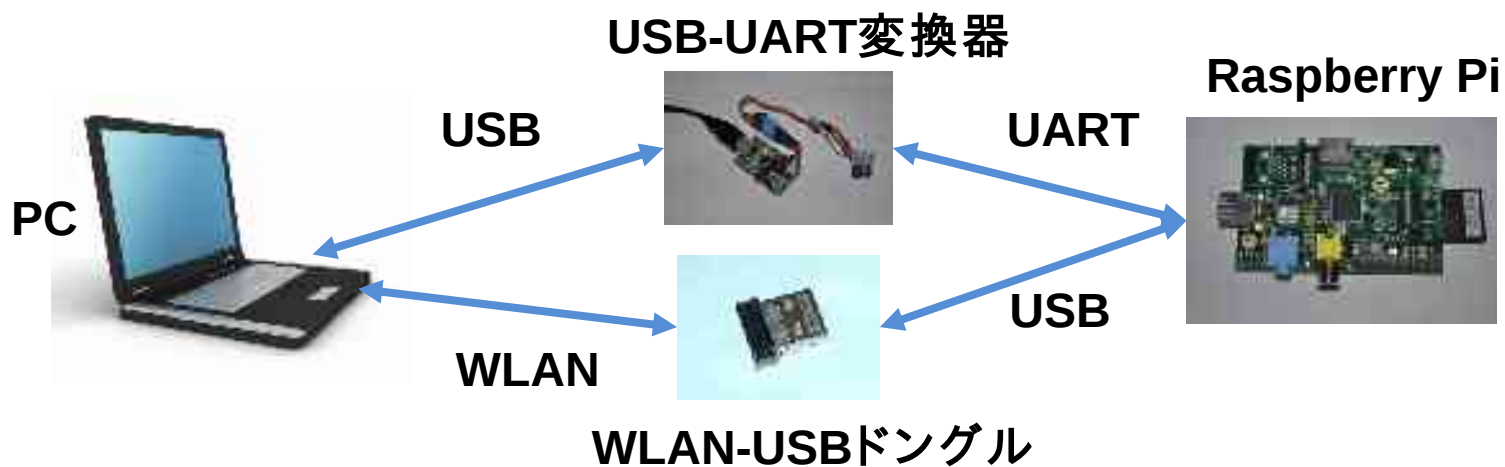 USB-UART変換器
Raspberry Pi
USB
UART
PC
USB
WLAN
WLAN-USBドングル